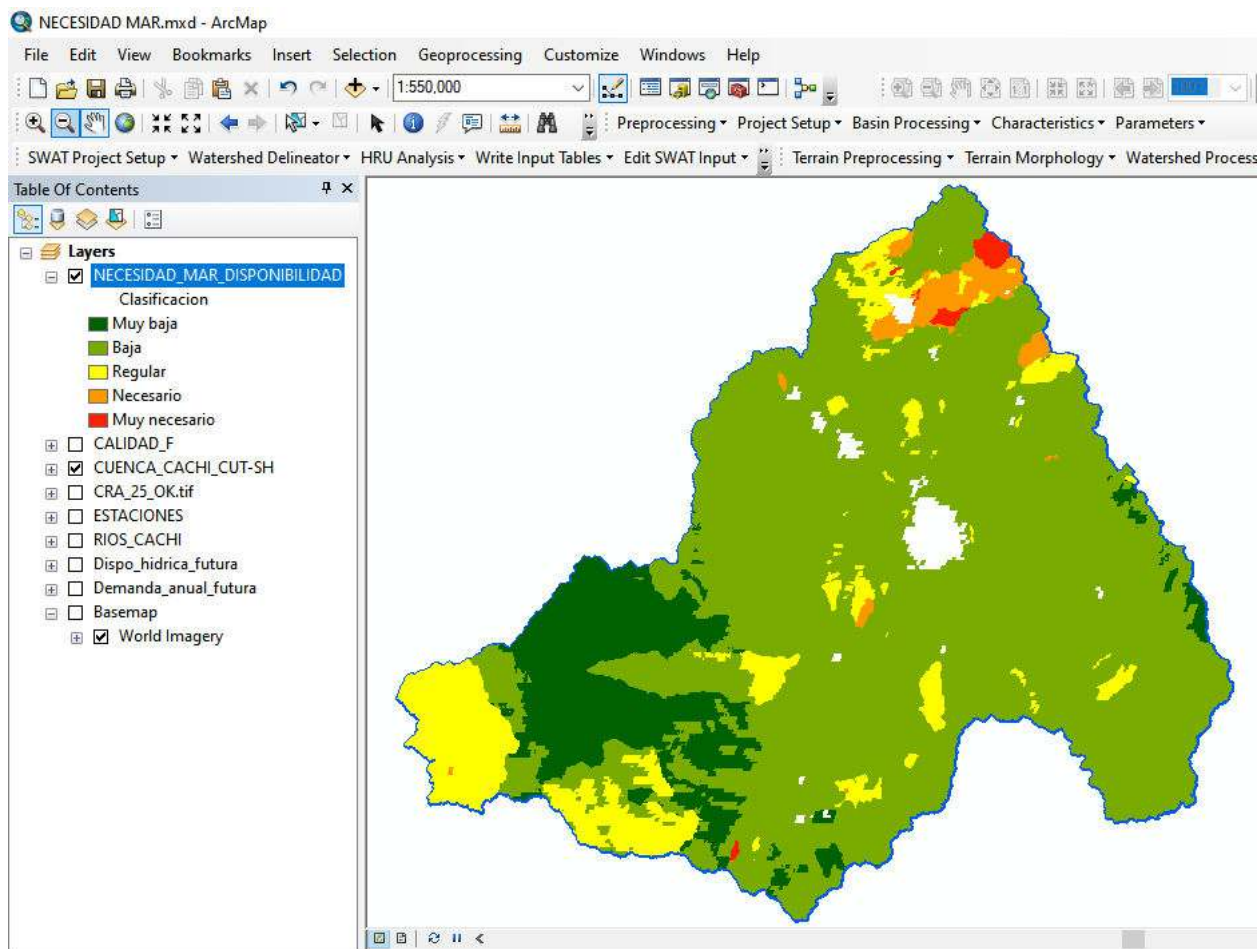 NECESIDAD MAR.mxd - ArcMap
File Edit View Bookmarks Insert Selection Geoprocessing Customize Windows Help
1:550,000
Preprocessing Project Setup Basin Processing Characteristics Parameters
SWAT Project Setup Watershed Delineator HRU Analysis Write Input Tables Edit SWAT Input Terrain Preprocessing Terrain Morphology Watershed Process
Table Of Contents
Layers
NECESIDAD_MAR_DISPONIBILIDAD
Clasificacion
Muy baja
Baja
Regular
Necesario
Muy necesario
CALIDAD_F
CUENCA_CACHI_CUT-SH
CRA_25_OK.tif
ESTACIONES
RIOS_CACHI
Dispo_hidrica_futura
Demanda_anual_futura
Basemap
World Imagery